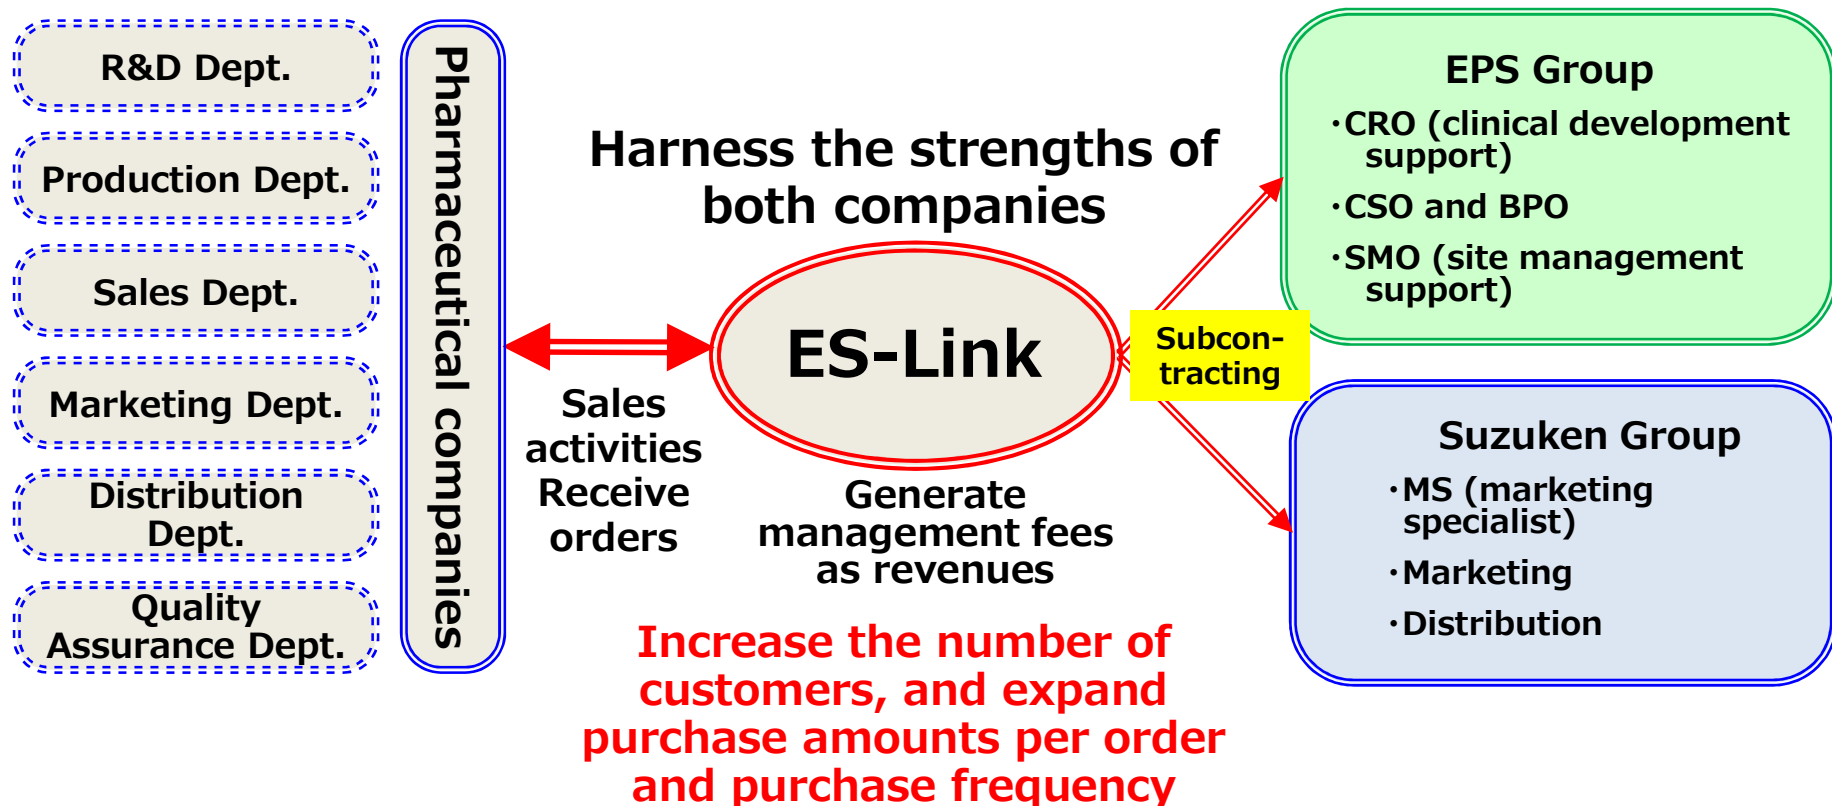 R&D Dept.
Production Dept.
Sales Dept.
Marketing Dept.
Distribution
Dept.
Quality
Assurance Dept.
Pharmaceutical companies
Harness the strengths of
both companies
Sales
activities
Receive
orders
ES-Link
Generate
management fees
as revenues
Increase the number of
customers, and expand
purchase amounts per order
and purchase frequency
Subcon-
tracting
EPS Group
・CRO (clinical development
support)
・CSO and BPO
・SMO (site management
support)
Suzuken Group
・MS (marketing
specialist)
・Marketing
・Distribution